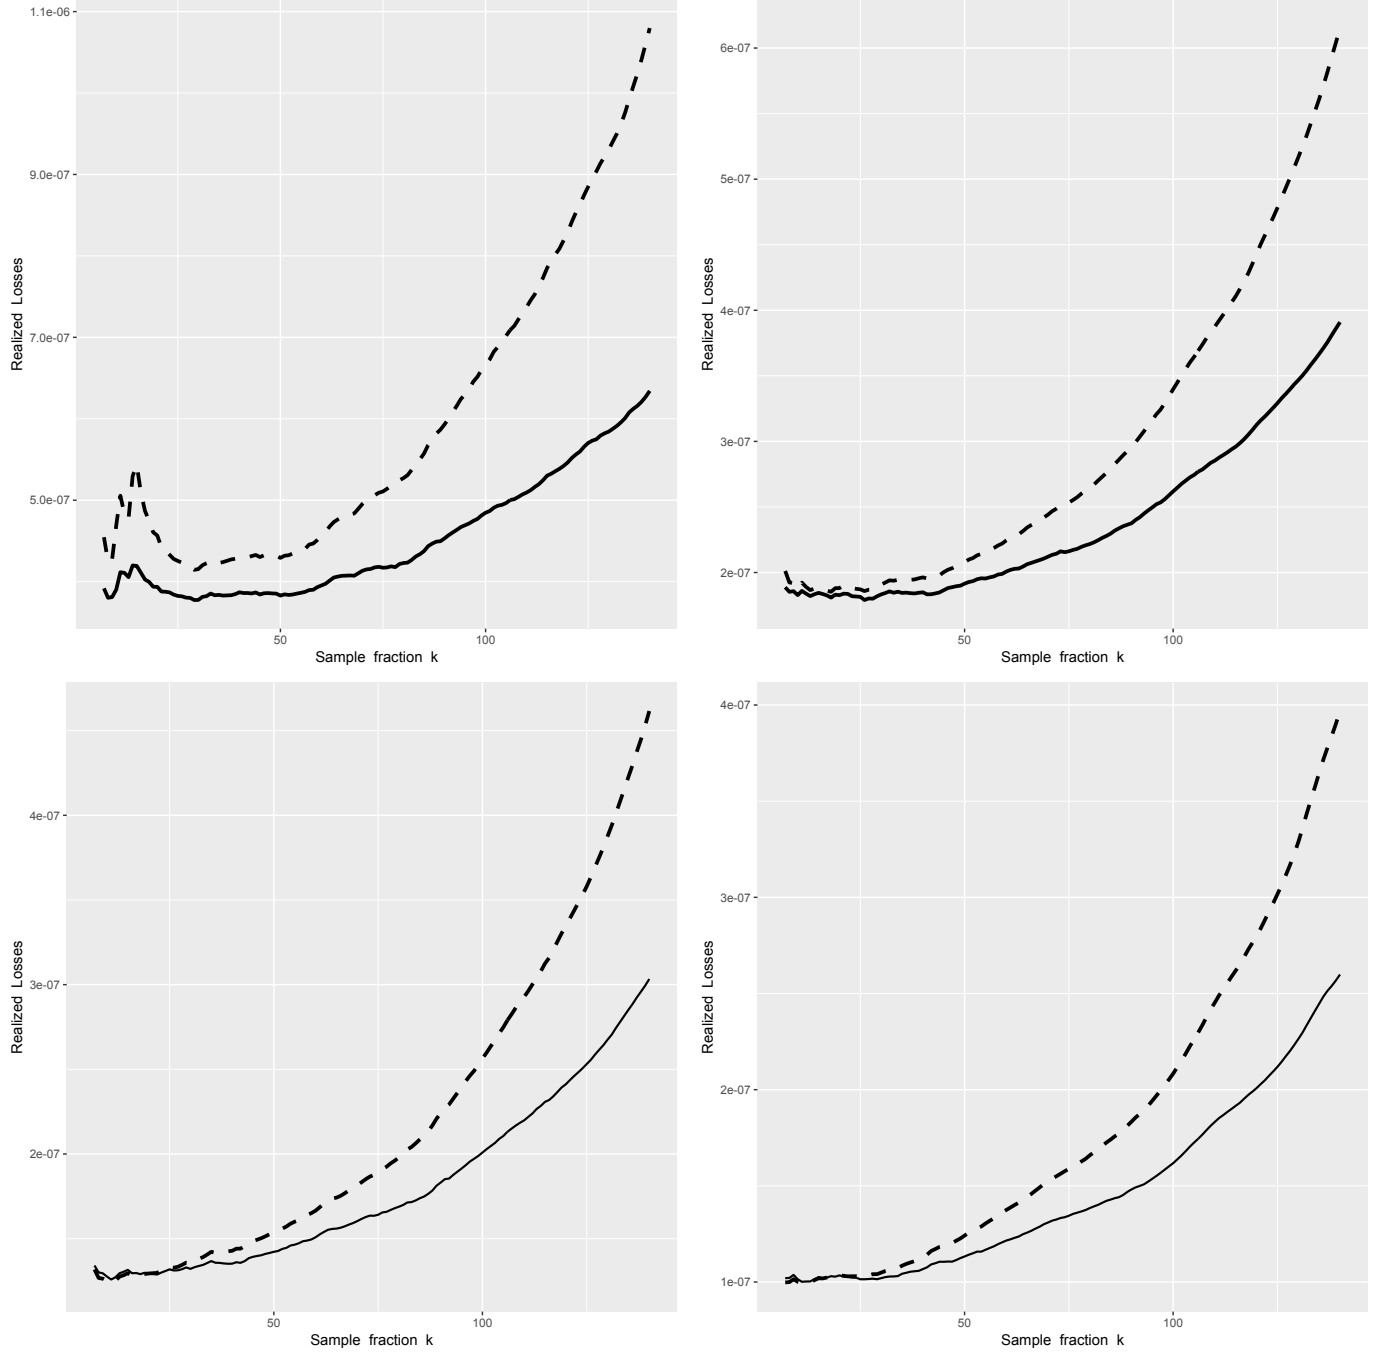 1.1e-06
9.0e-07
7.0e-07
5.0e-07
Realized Losses
50
100
Sample fraction k
6e-07
5e-07
4e-07
3e-07
2e-07
Realized Losses
50
100
Sample fraction k
4e-07
3e-07
2e-07
Realized Losses
50
100
Sample fraction k
4e-07
3e-07
2e-07
1e-07
Realized Losses
50
100
Sample fraction k